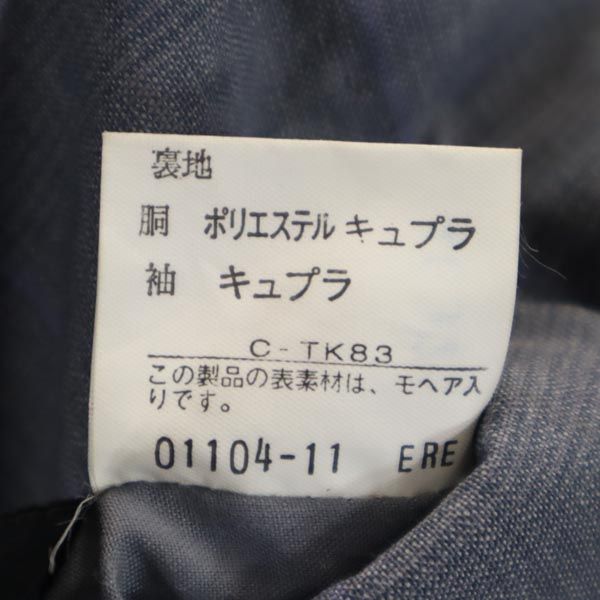 裏地
胴 ポリエステル キュプラ
袖 キュプラ
C-TK83
この製品の表素材は、モヘア入
りです。
01104-11 ERE